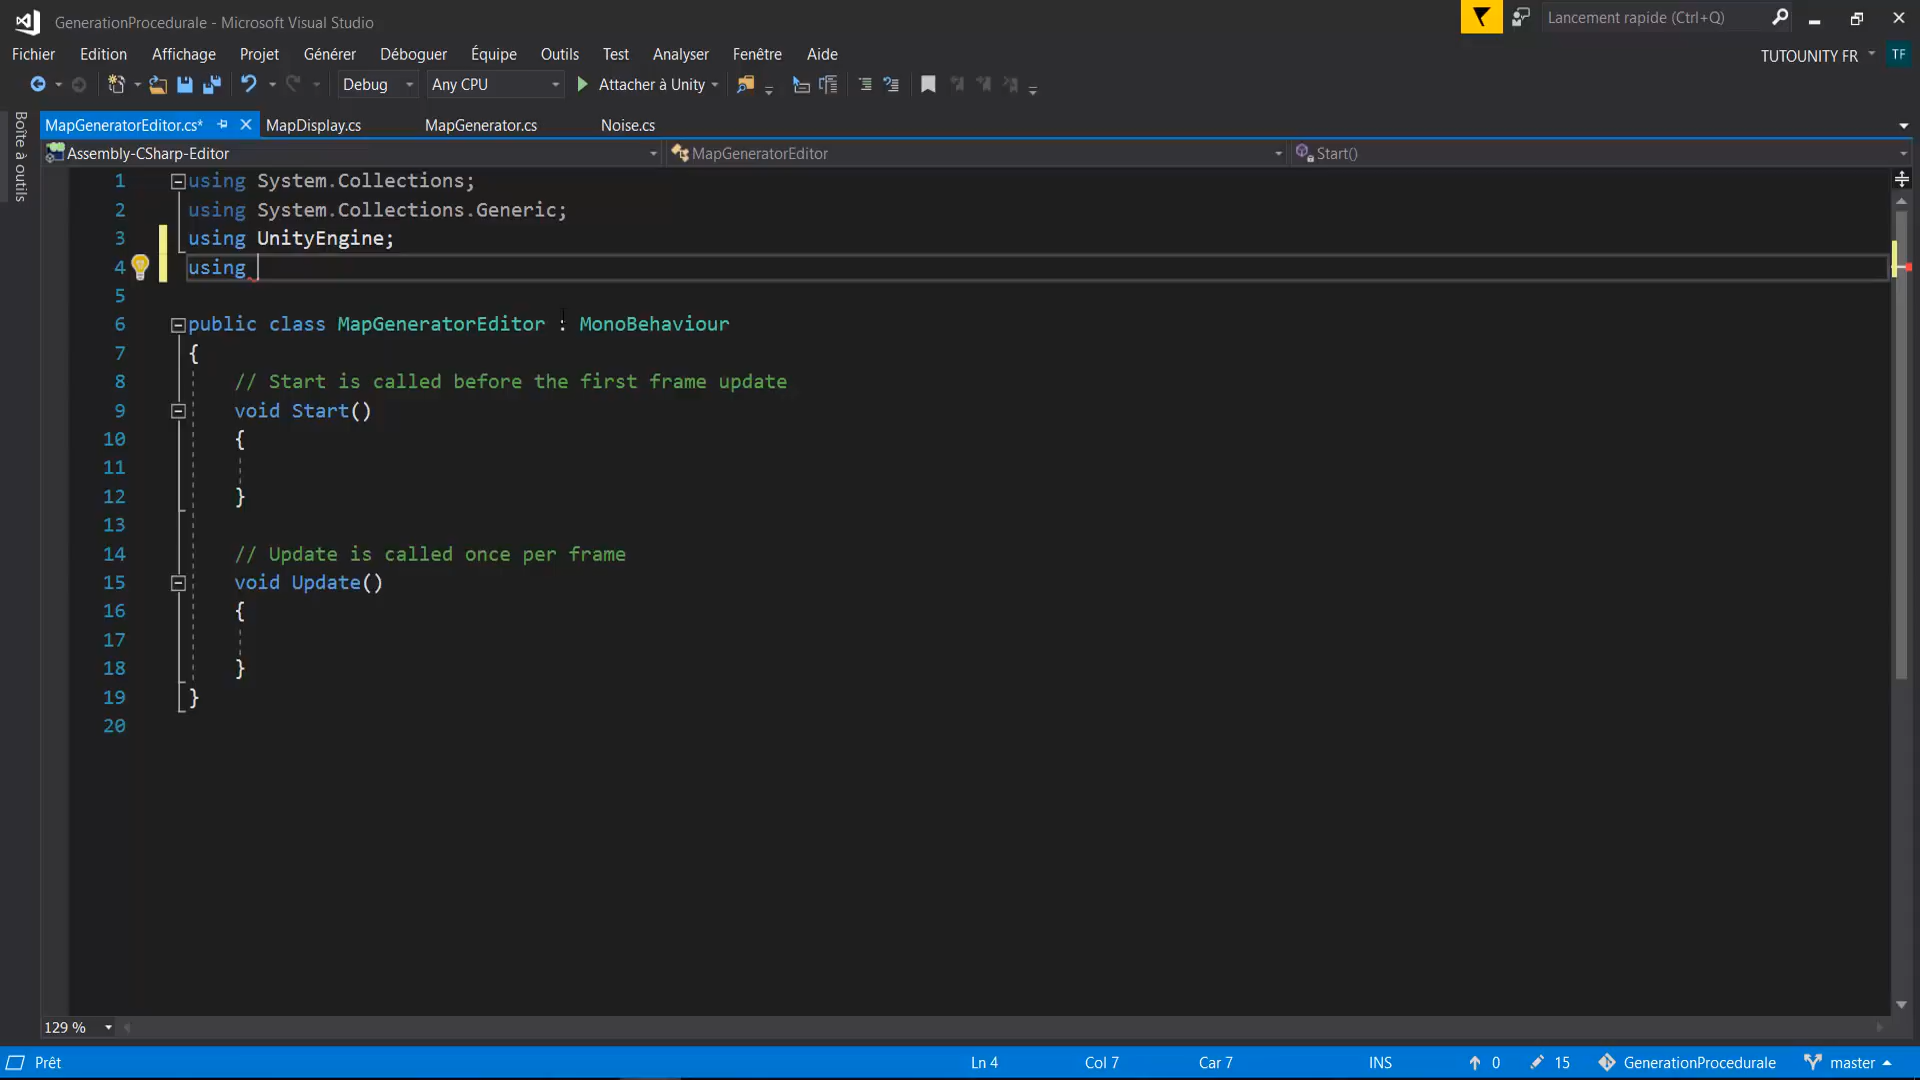 GenerationProcedurale - Microsoft Visual Studio
Lancement rapide (Ctrl+Q)
Fichier Edition Affichage Projet Générer Déboguer Équipe Outils Test Analyser Fenêtre Aide
TUTOUNITY FR TF
Debug Any CPU Attacher à Unity
Boîte à outils
MapGeneratorEditor.cs* MapDisplay.cs MapGenerator.cs Noise.cs
Assembly-CSharp-Editor MapGeneratorEditor Start()
1 using System.Collections;
2 using System.Collections.Generic;
3 using UnityEngine;
4 using
5
6 public class MapGeneratorEditor : MonoBehaviour
7 {
8 // Start is called before the first frame update
9 void Start()
10 {
11
12 }
13
14 // Update is called once per frame
15 void Update()
16 {
17
18 }
19 }
20
129 %
Prêt Ln 4 Col 7 Car 7 INS 0 15 GenerationProcedurale master